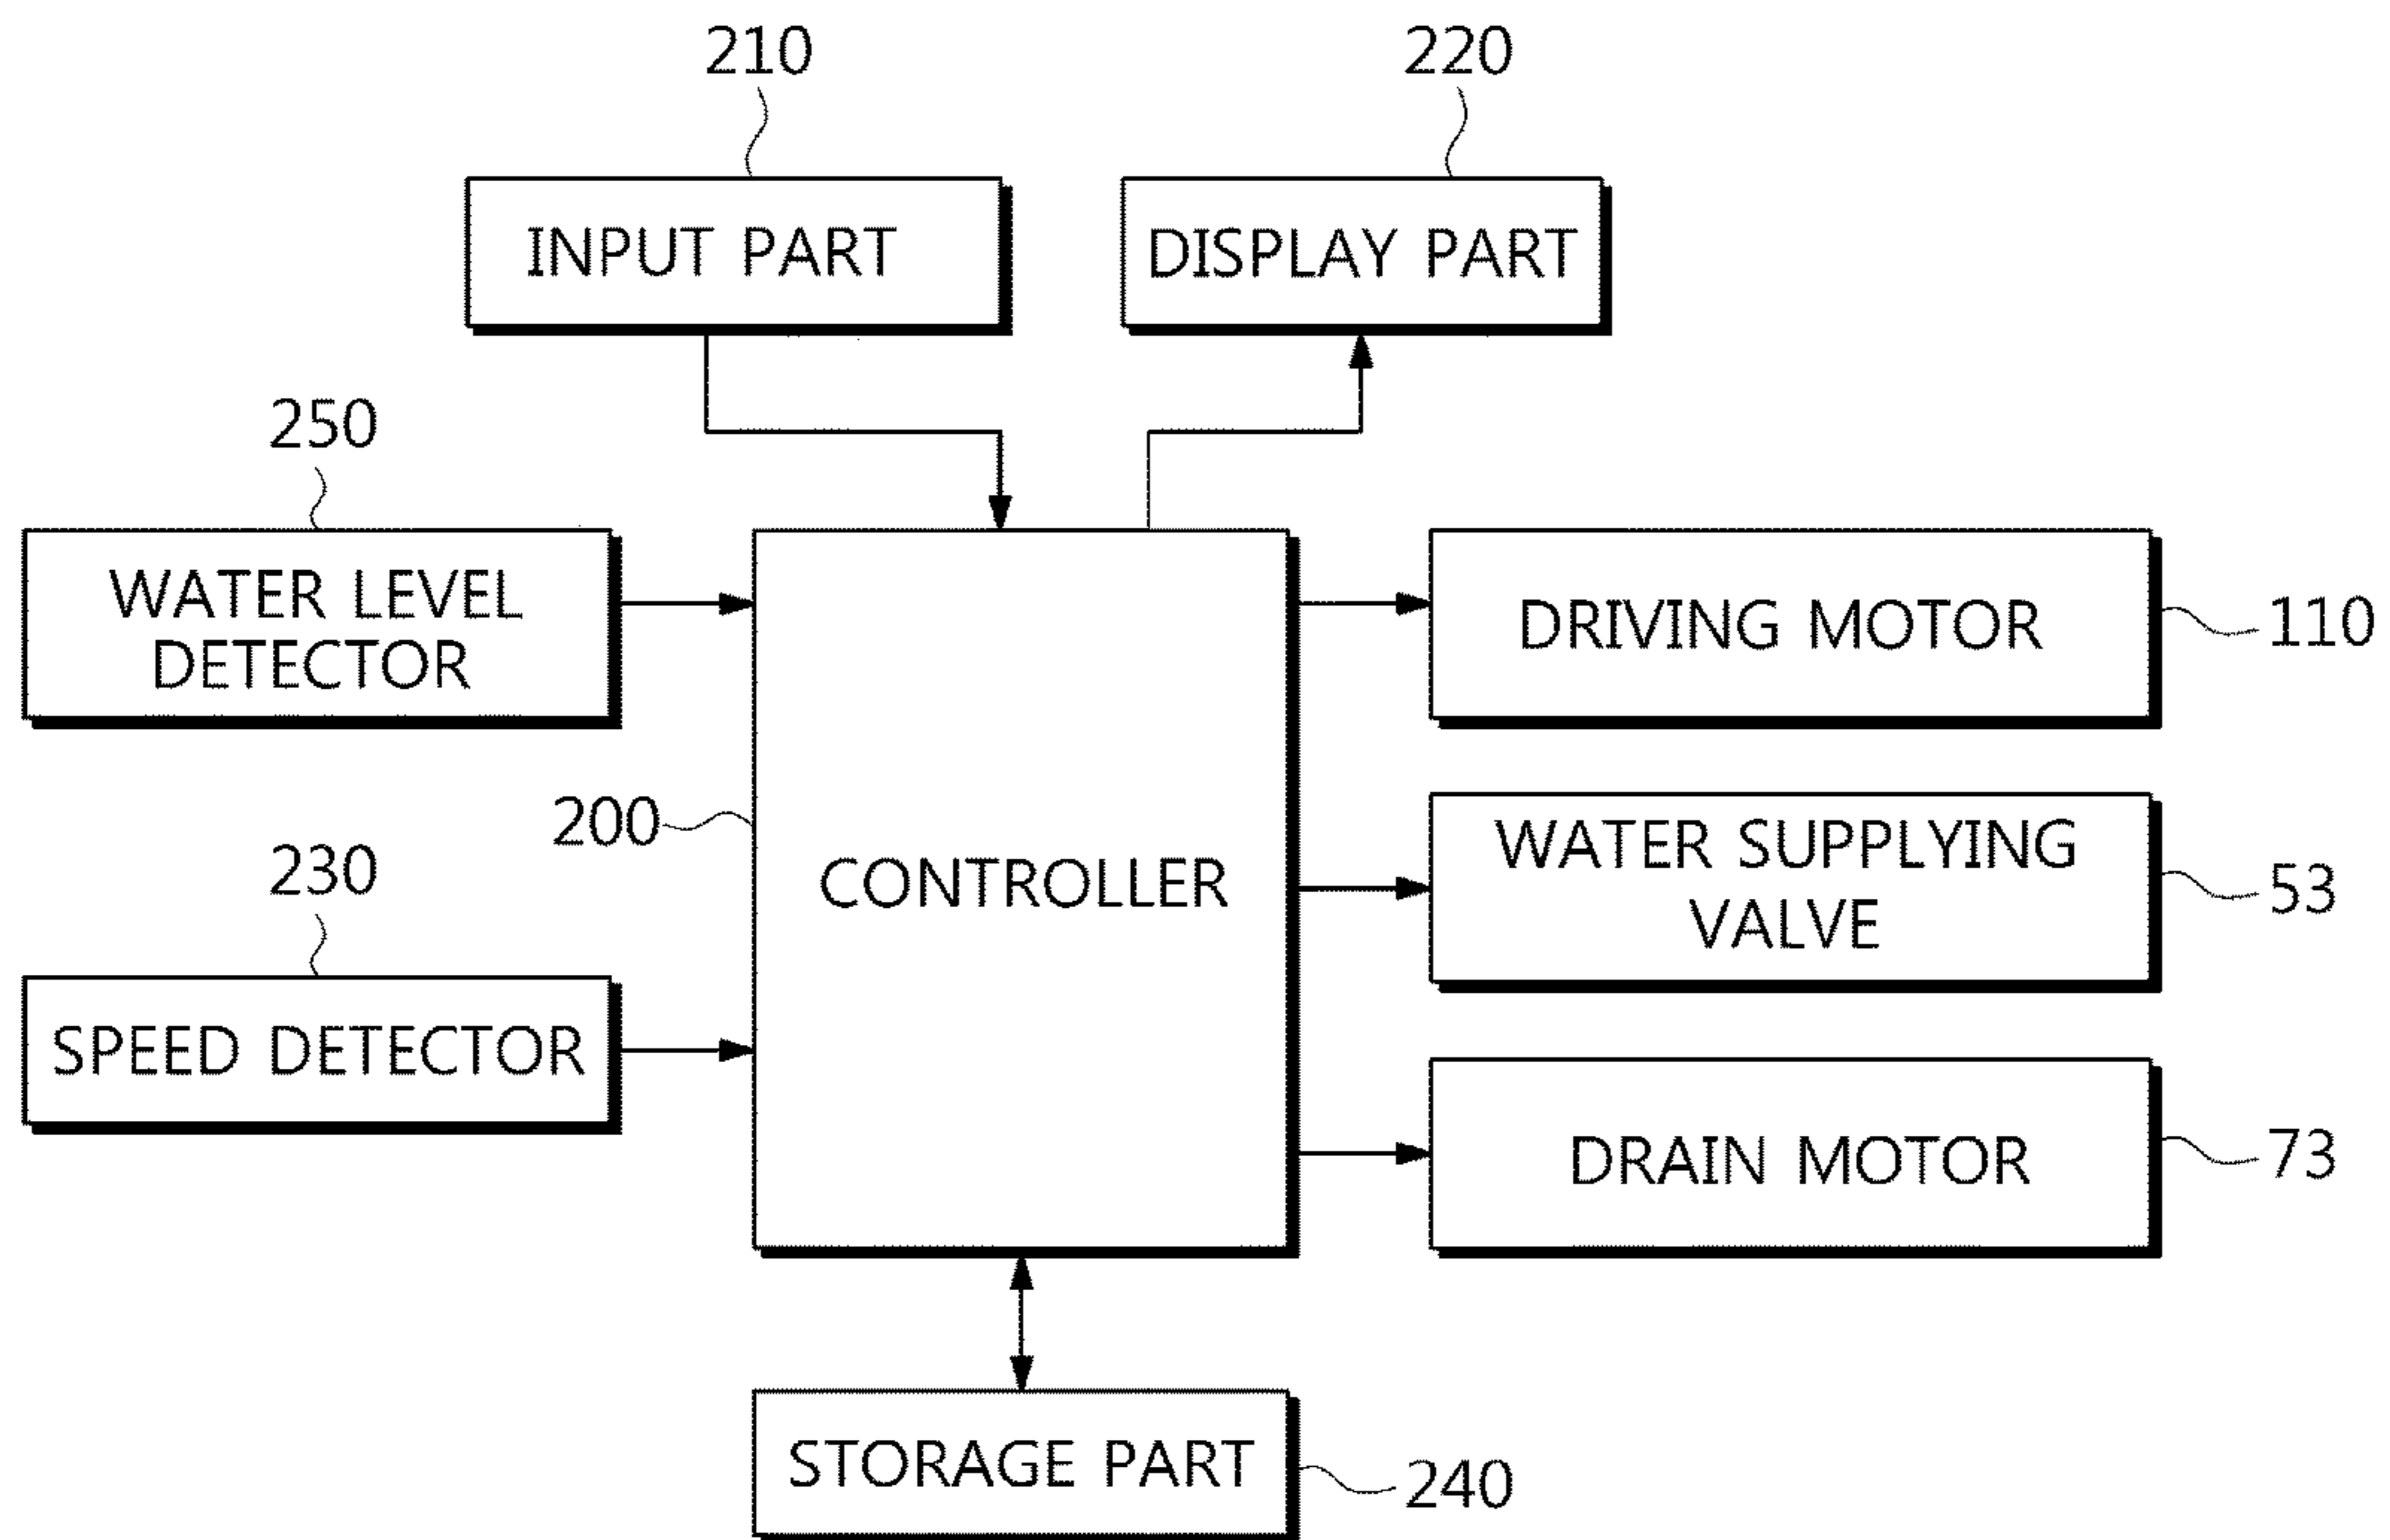 210
220
INPUT PART
DISPLAY PART
250
WATER LEVEL
DETECTOR
DRIVING MOTOR
110
200
230
CONTROLLER
WATER SUPPLYING
VALVE
53
SPEED DETECTOR
DRAIN MOTOR
73
STORAGE PART
240